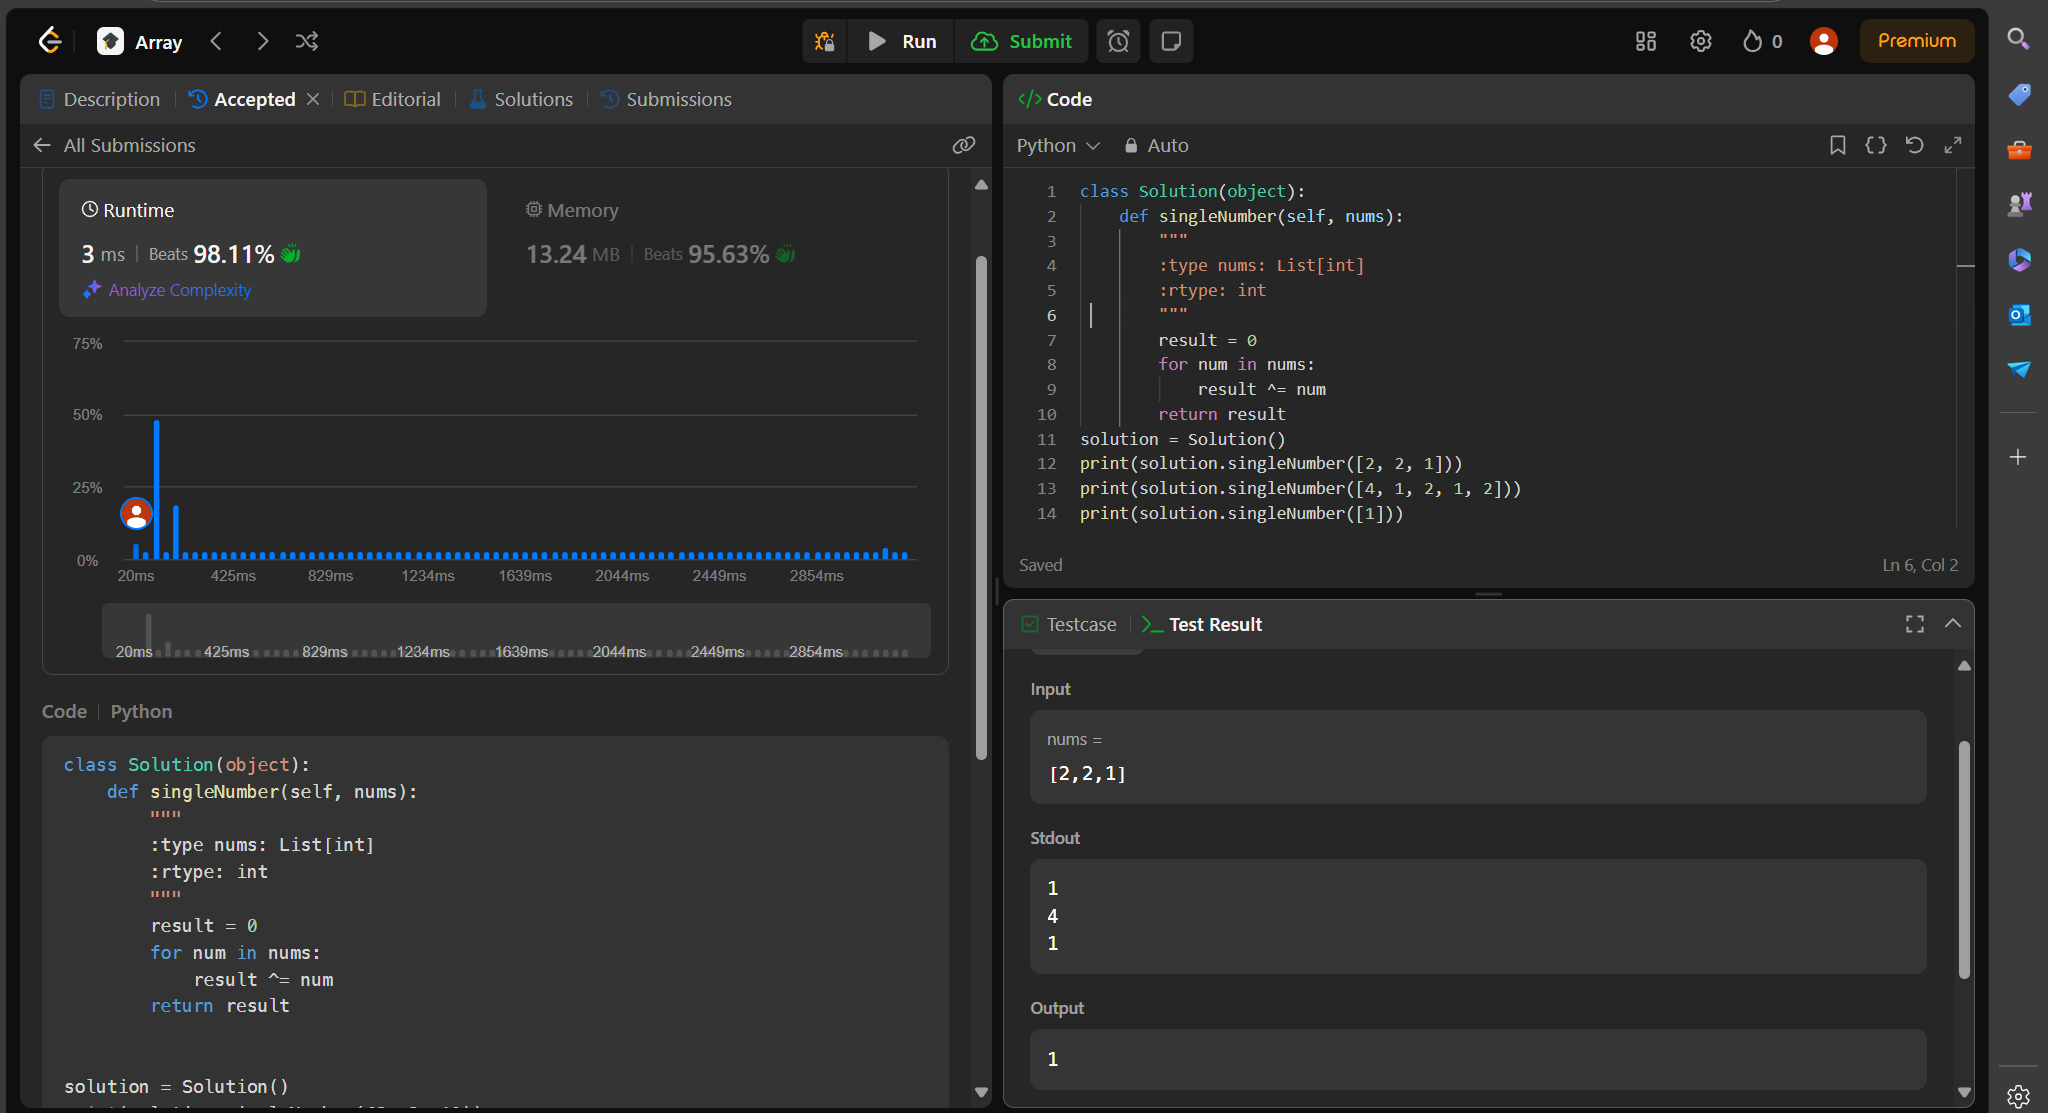 Array
Run
Submit
0
Premium
Description
Accepted
Editorial
Solutions
Submissions
All Submissions
Runtime
3 ms | Beats 98.11%
Analyze Complexity
Memory
13.24 MB | Beats 95.63%
75%
50%
25%
0%
20ms 425ms 829ms 1234ms 1639ms 2044ms 2449ms 2854ms
20ms 425ms 829ms 1234ms 1639ms 2044ms 2449ms 2854ms
Code | Python
class Solution(object):
    def singleNumber(self, nums):
        """
        :type nums: List[int]
        :rtype: int
        """
        result = 0
        for num in nums:
            result ^= num
        return result
solution = Solution()
</> Code
Python
Auto
1 class Solution(object):
2     def singleNumber(self, nums):
3         """
4         :type nums: List[int]
5         :rtype: int
6         """
7         result = 0
8         for num in nums:
9             result ^= num
10         return result
11 solution = Solution()
12 print(solution.singleNumber([2, 2, 1]))
13 print(solution.singleNumber([4, 1, 2, 1, 2]))
14 print(solution.singleNumber([1]))
Saved
Ln 6, Col 2
Testcase
Test Result
Input
nums =
[2,2,1]
Stdout
1
4
1
Output
1